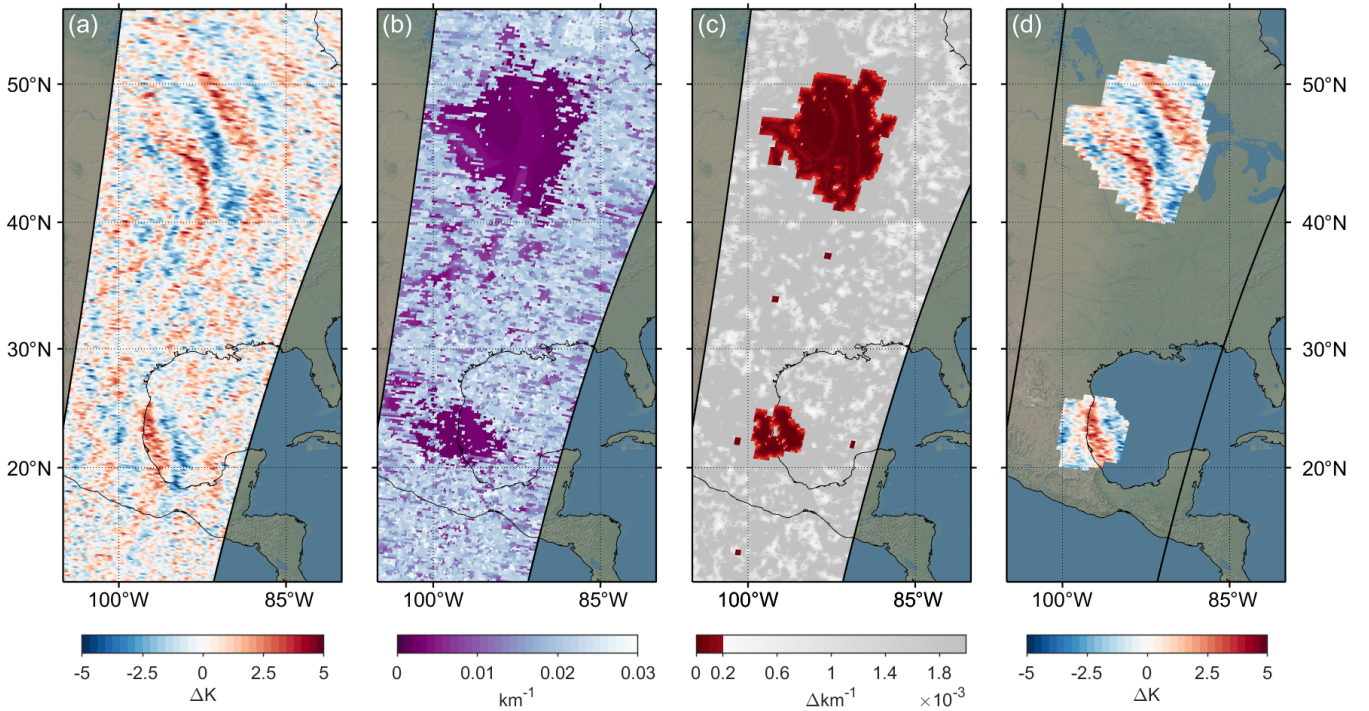 (a) (b) (c) (d)
50°N 50°N
40°N 40°N
30°N 30°N
20°N 20°N
100°W 85°W 100°W 85°W 100°W 85°W 100°W 85°W
-5 -2.5 0 2.5 5 0 0.01 0.02 0.03 0 0.2 0.6 1 1.4 1.8 -5 -2.5 0 2.5 5
ΔK km⁻¹ Δkm⁻¹ ×10⁻³ ΔK